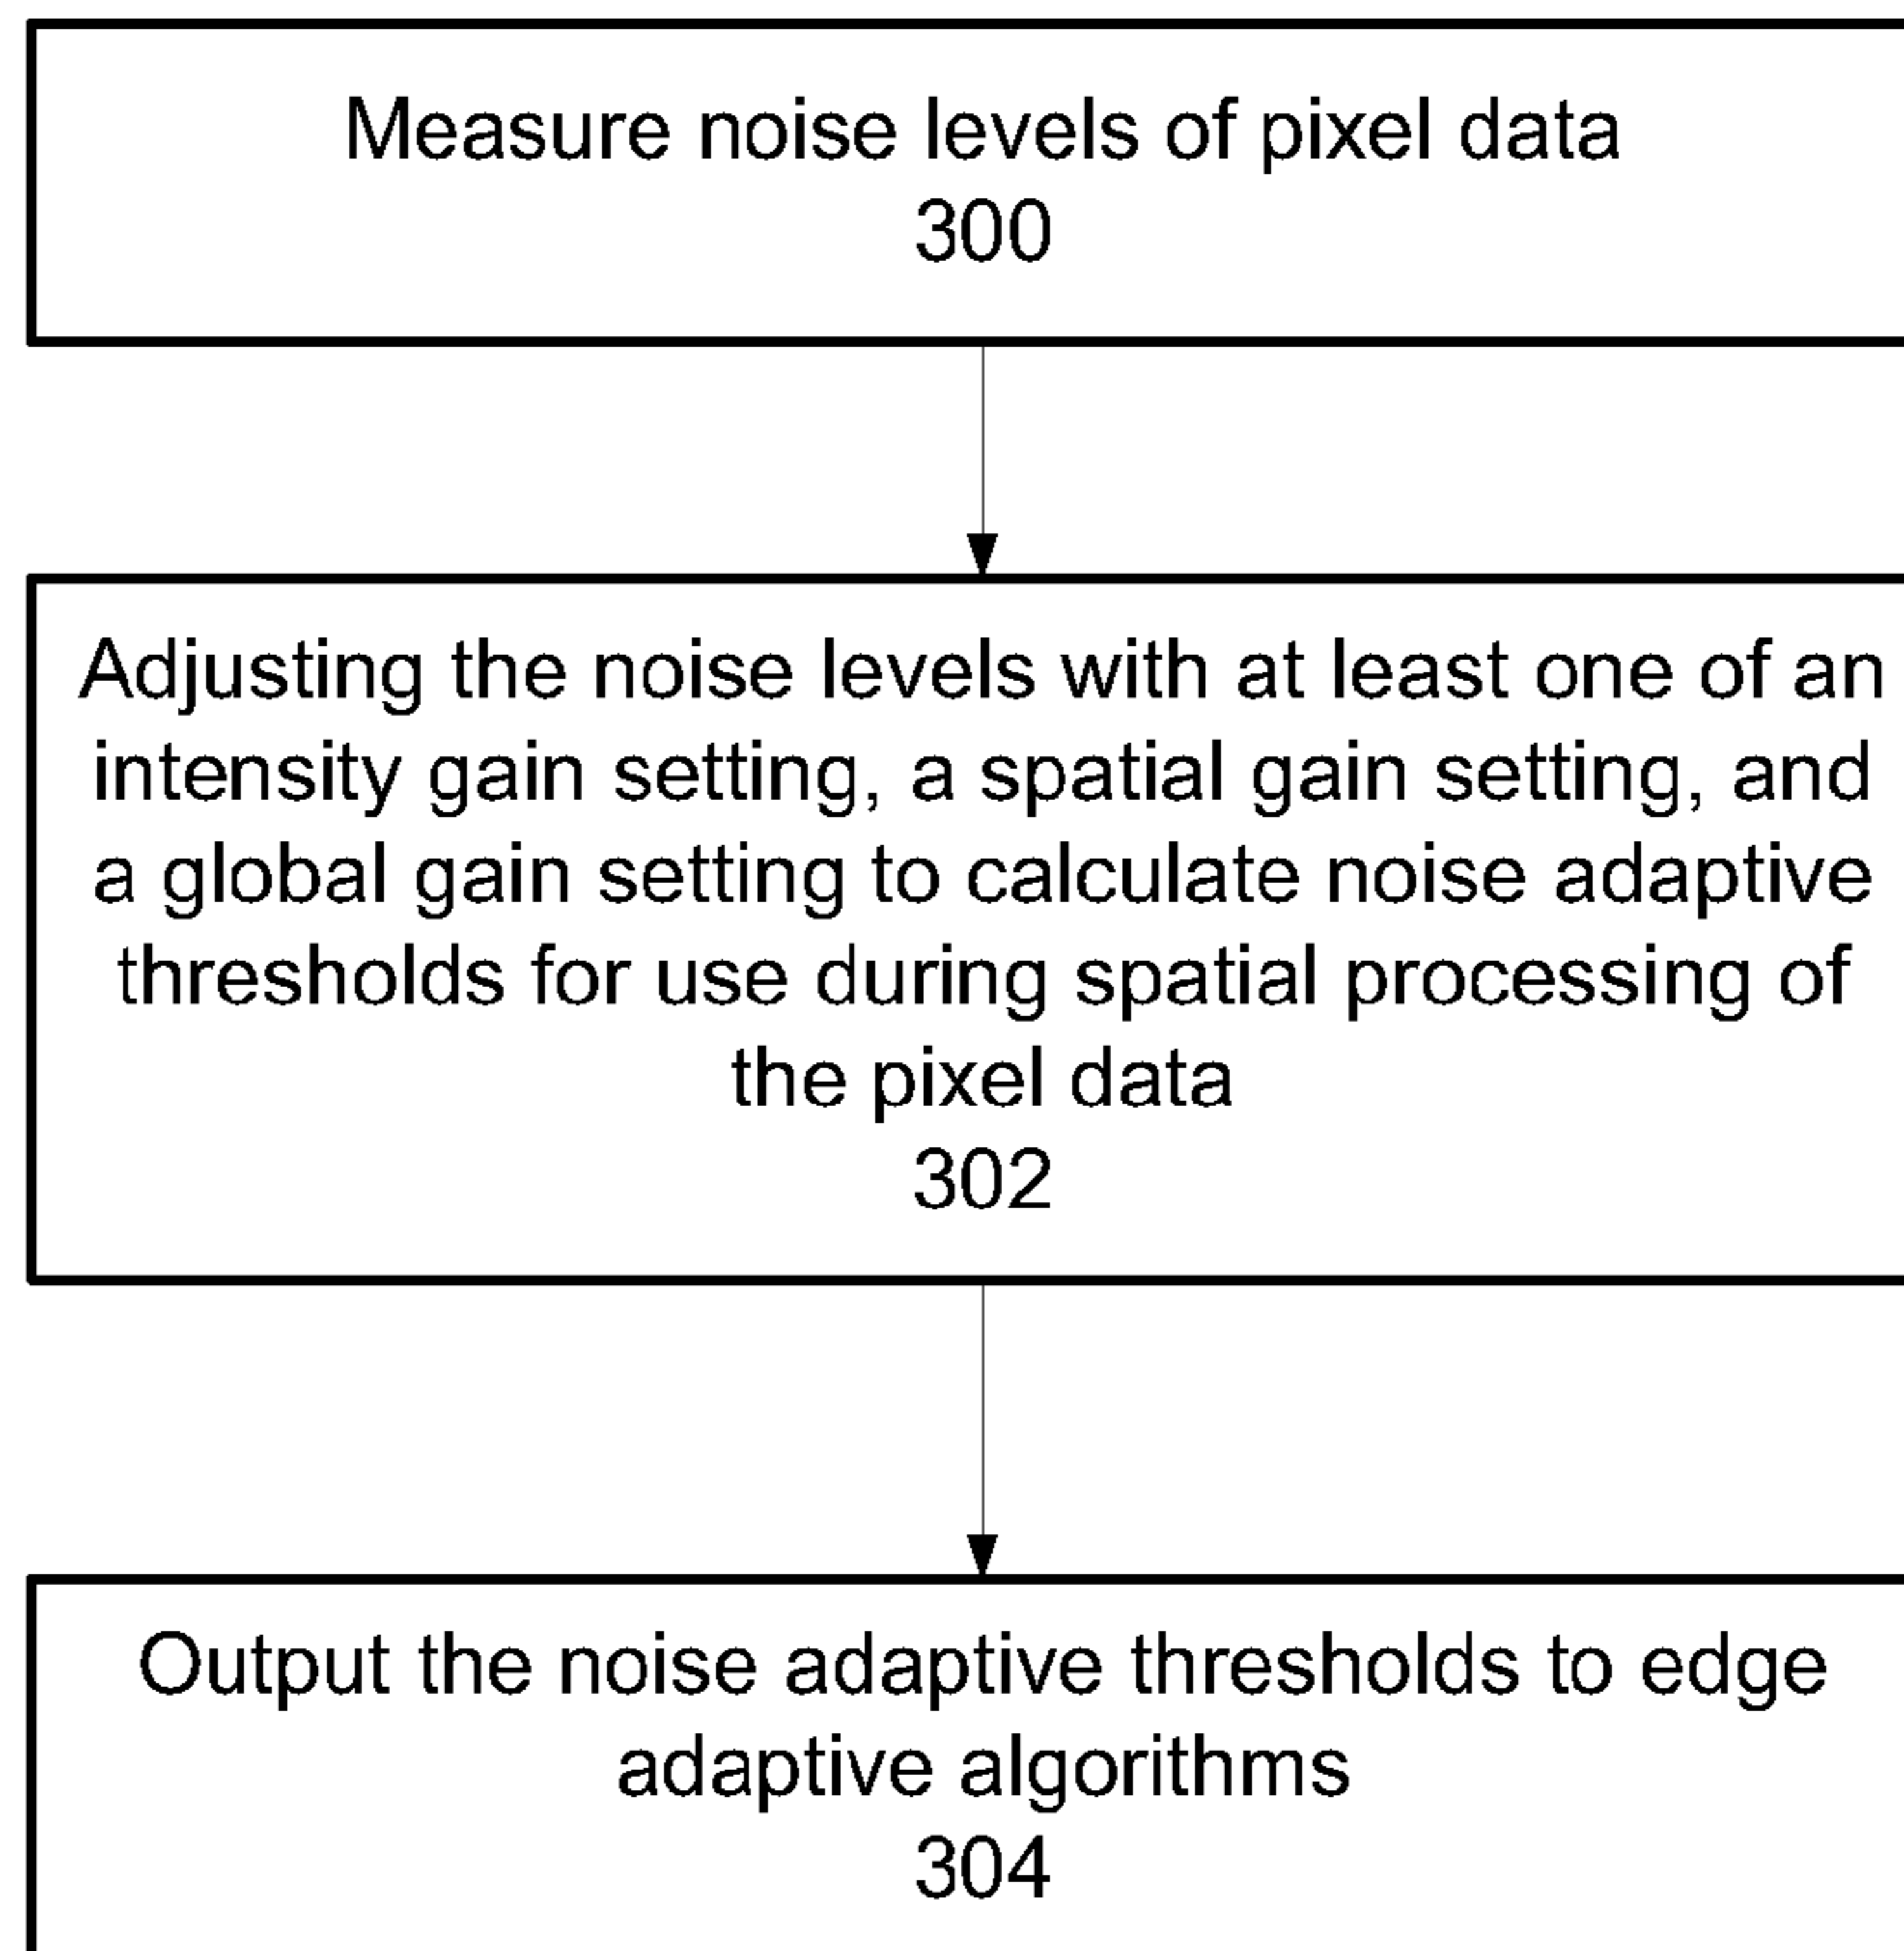 Measure noise levels of pixel data
300
Adjusting the noise levels with at least one of an
intensity gain setting, a spatial gain setting, and
a global gain setting to calculate noise adaptive
thresholds for use during spatial processing of
the pixel data
302
Output the noise adaptive thresholds to edge
adaptive algorithms
304